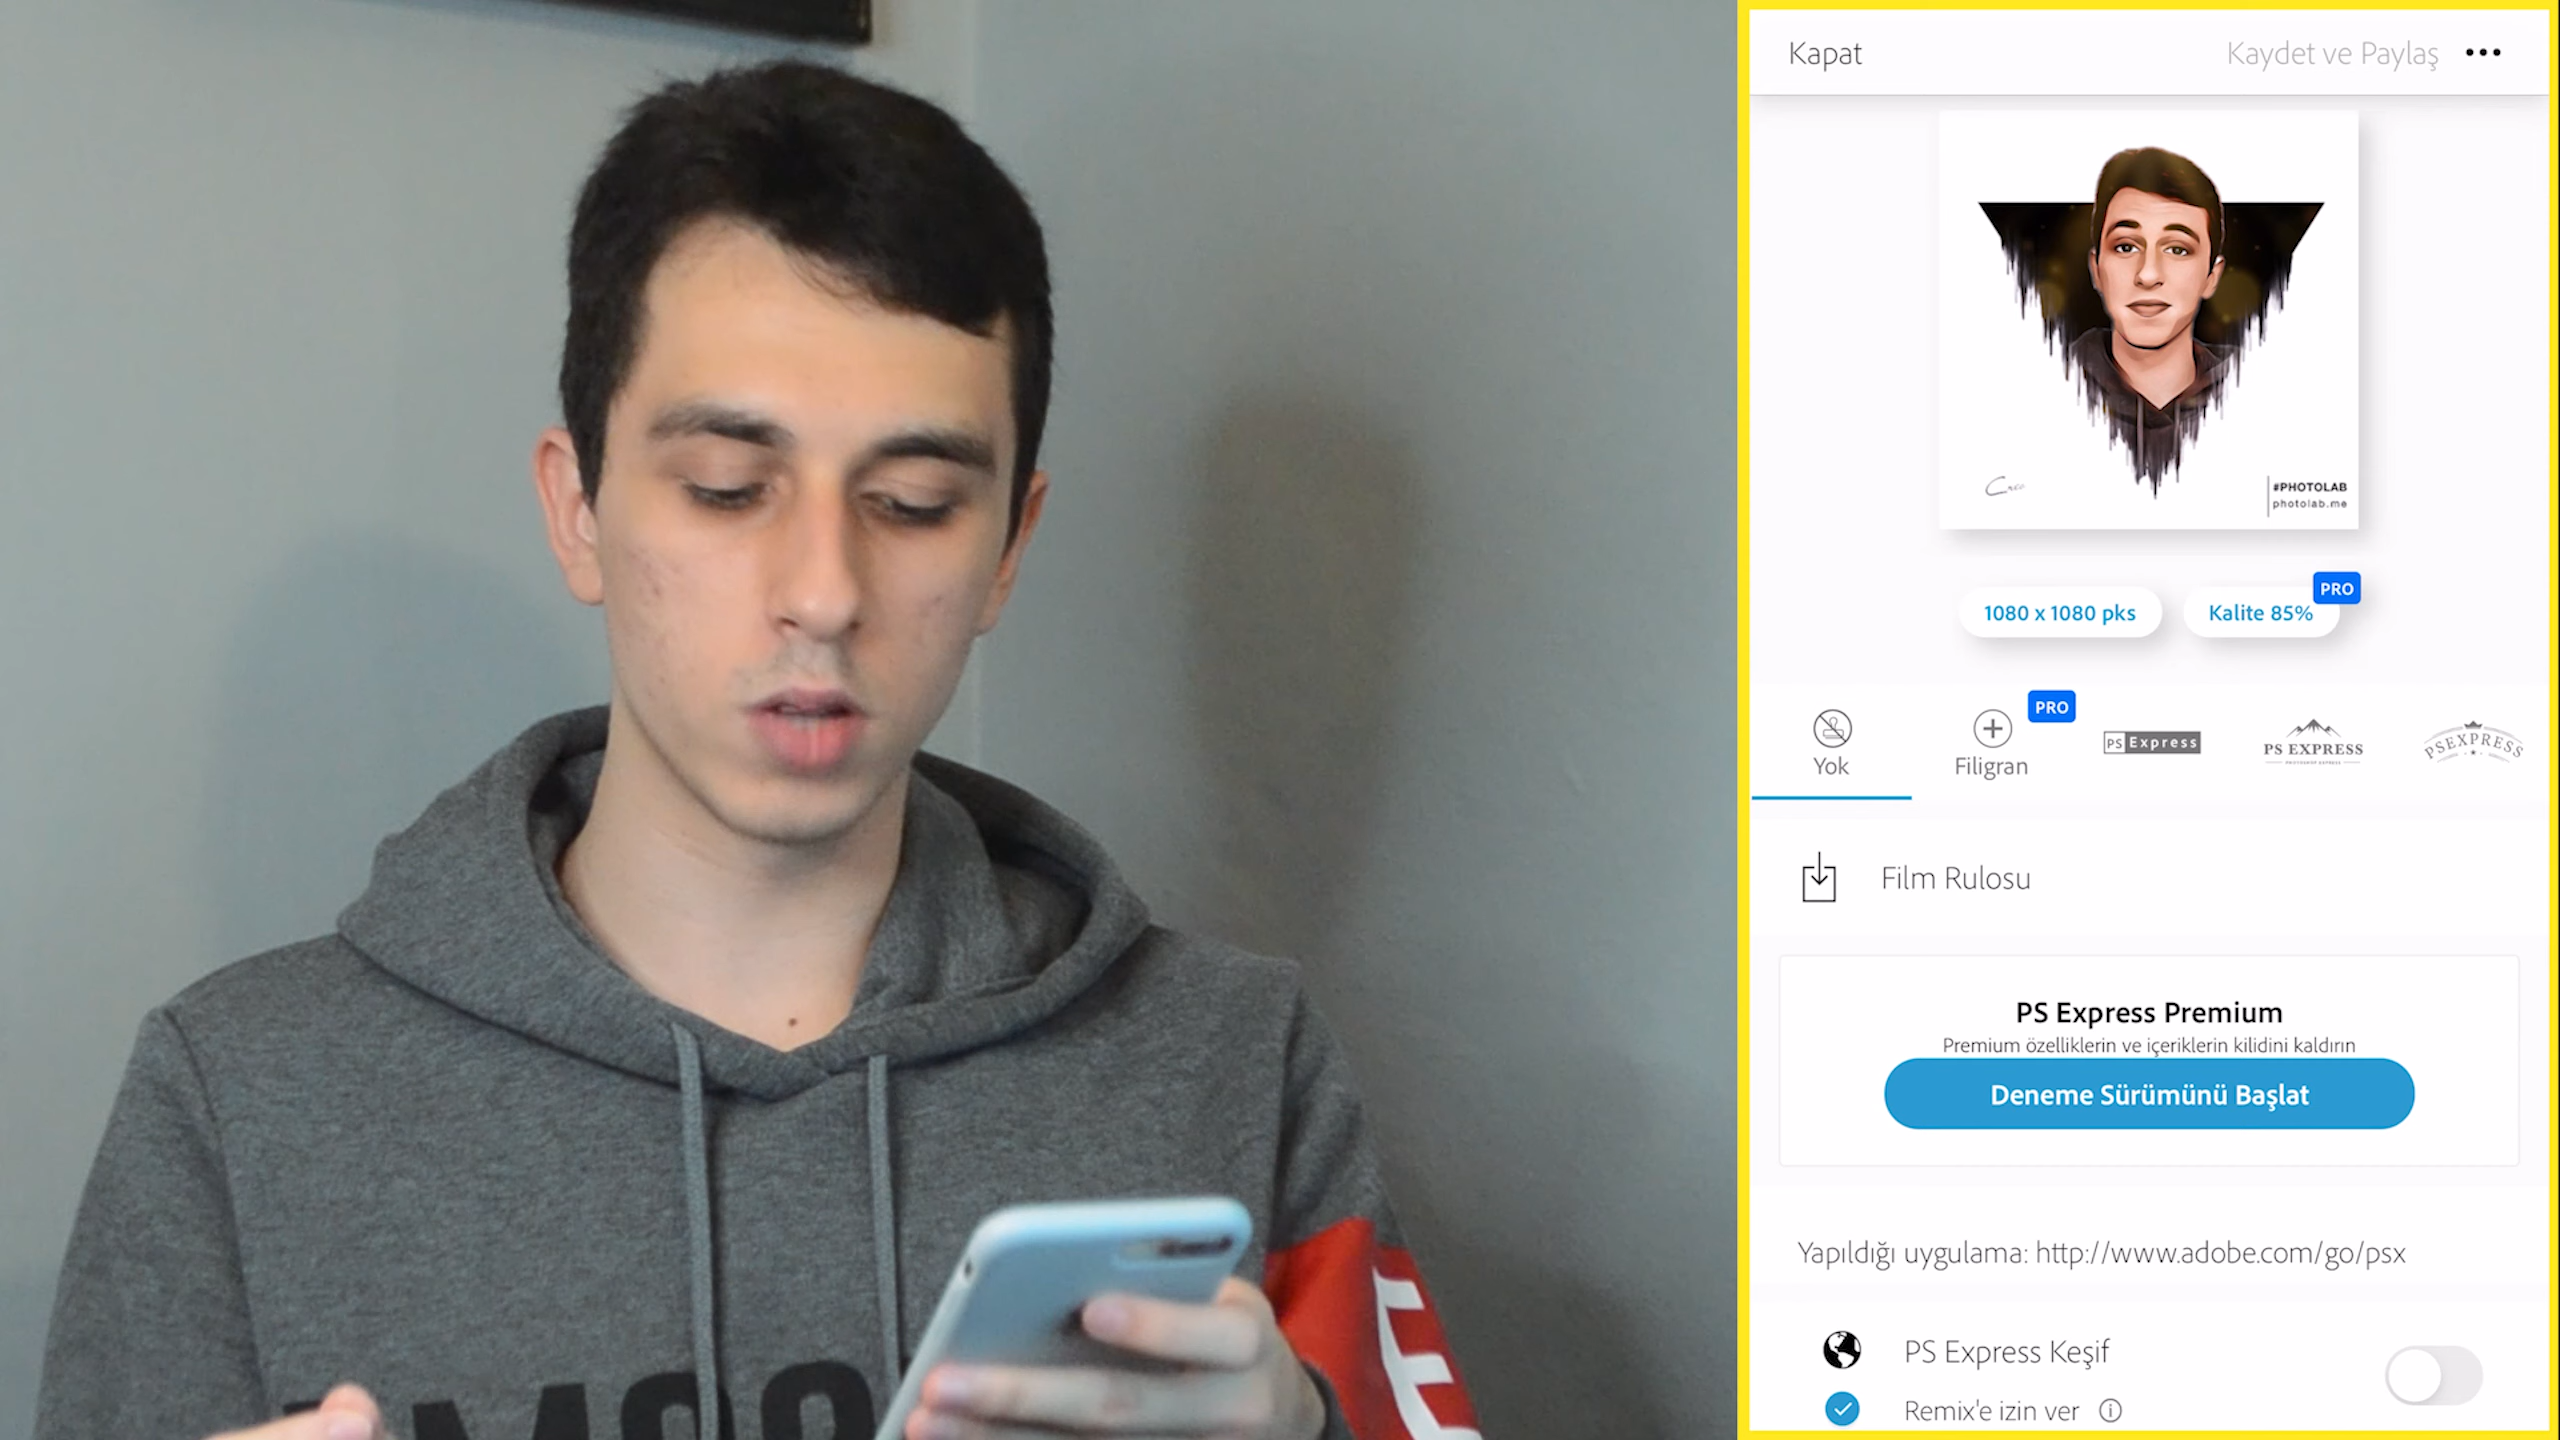 Kapat
Kaydet ve Paylaş
#PHOTOLAB
photolab.me
1080 x 1080 pks
Kalite 85%
PRO
Yok
Filigran
PRO
PS Express
PS EXPRESS
PSEXPRESS
Film Rulosu
PS Express Premium
Premium özelliklerin ve içeriklerin kilidini kaldırın
Deneme Sürümünü Başlat
Yapıldığı uygulama: http://www.adobe.com/go/psx
PS Express Keşif
Remix'e izin ver